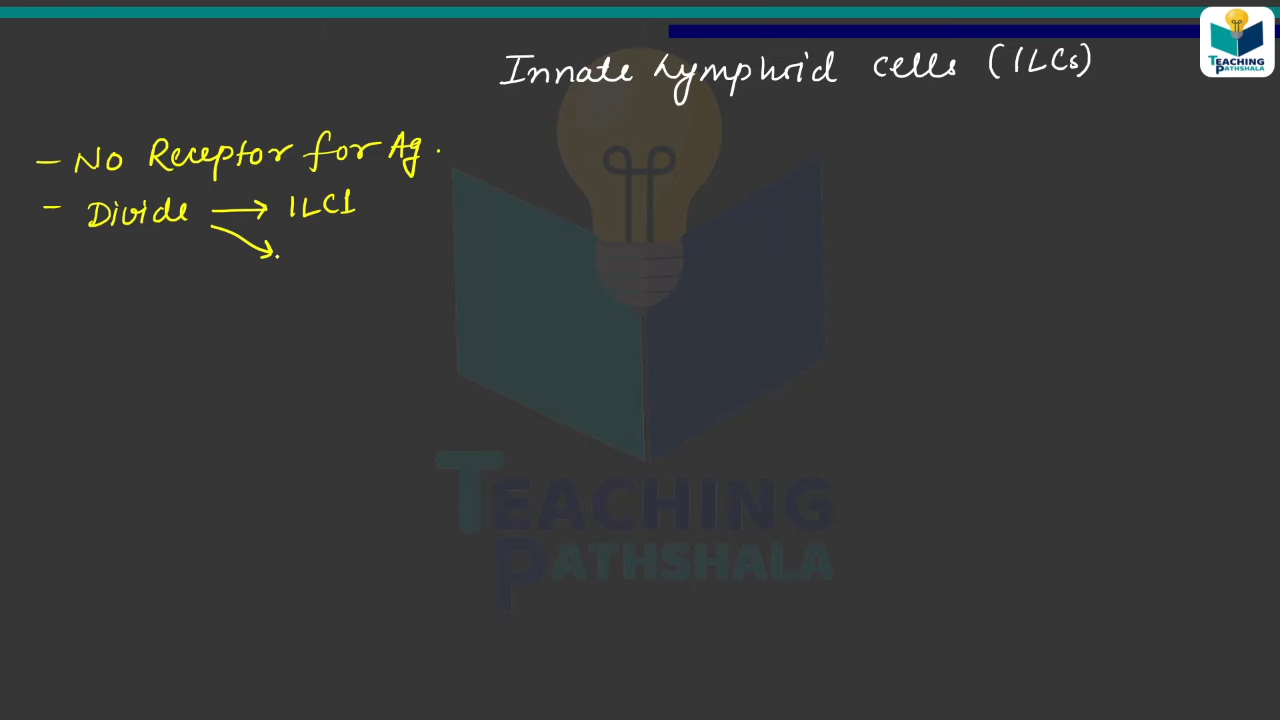 TEACHING
PATHSHALA
Innate Lymphoid cells (ILCs)
- No Receptor for Ag.
- Divide → ILC1
TEACHING
PATHSHALA